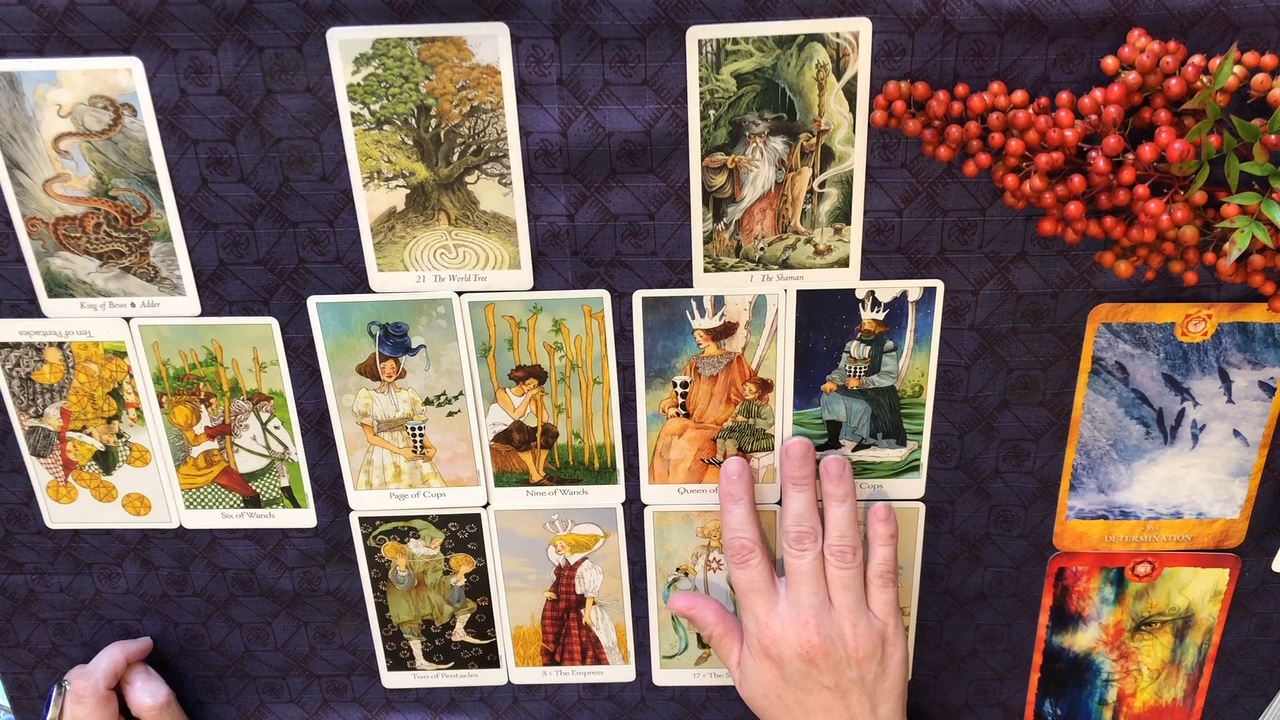 King of Bows Adder
21 The World Tree
1 The Shaman
Ten of Pentacles
Six of Wands
Page of Cups
Nine of Wands
Queen of
Cups
Two of Pentacles
3 + The Empress
17 + The S
DETERMINATION